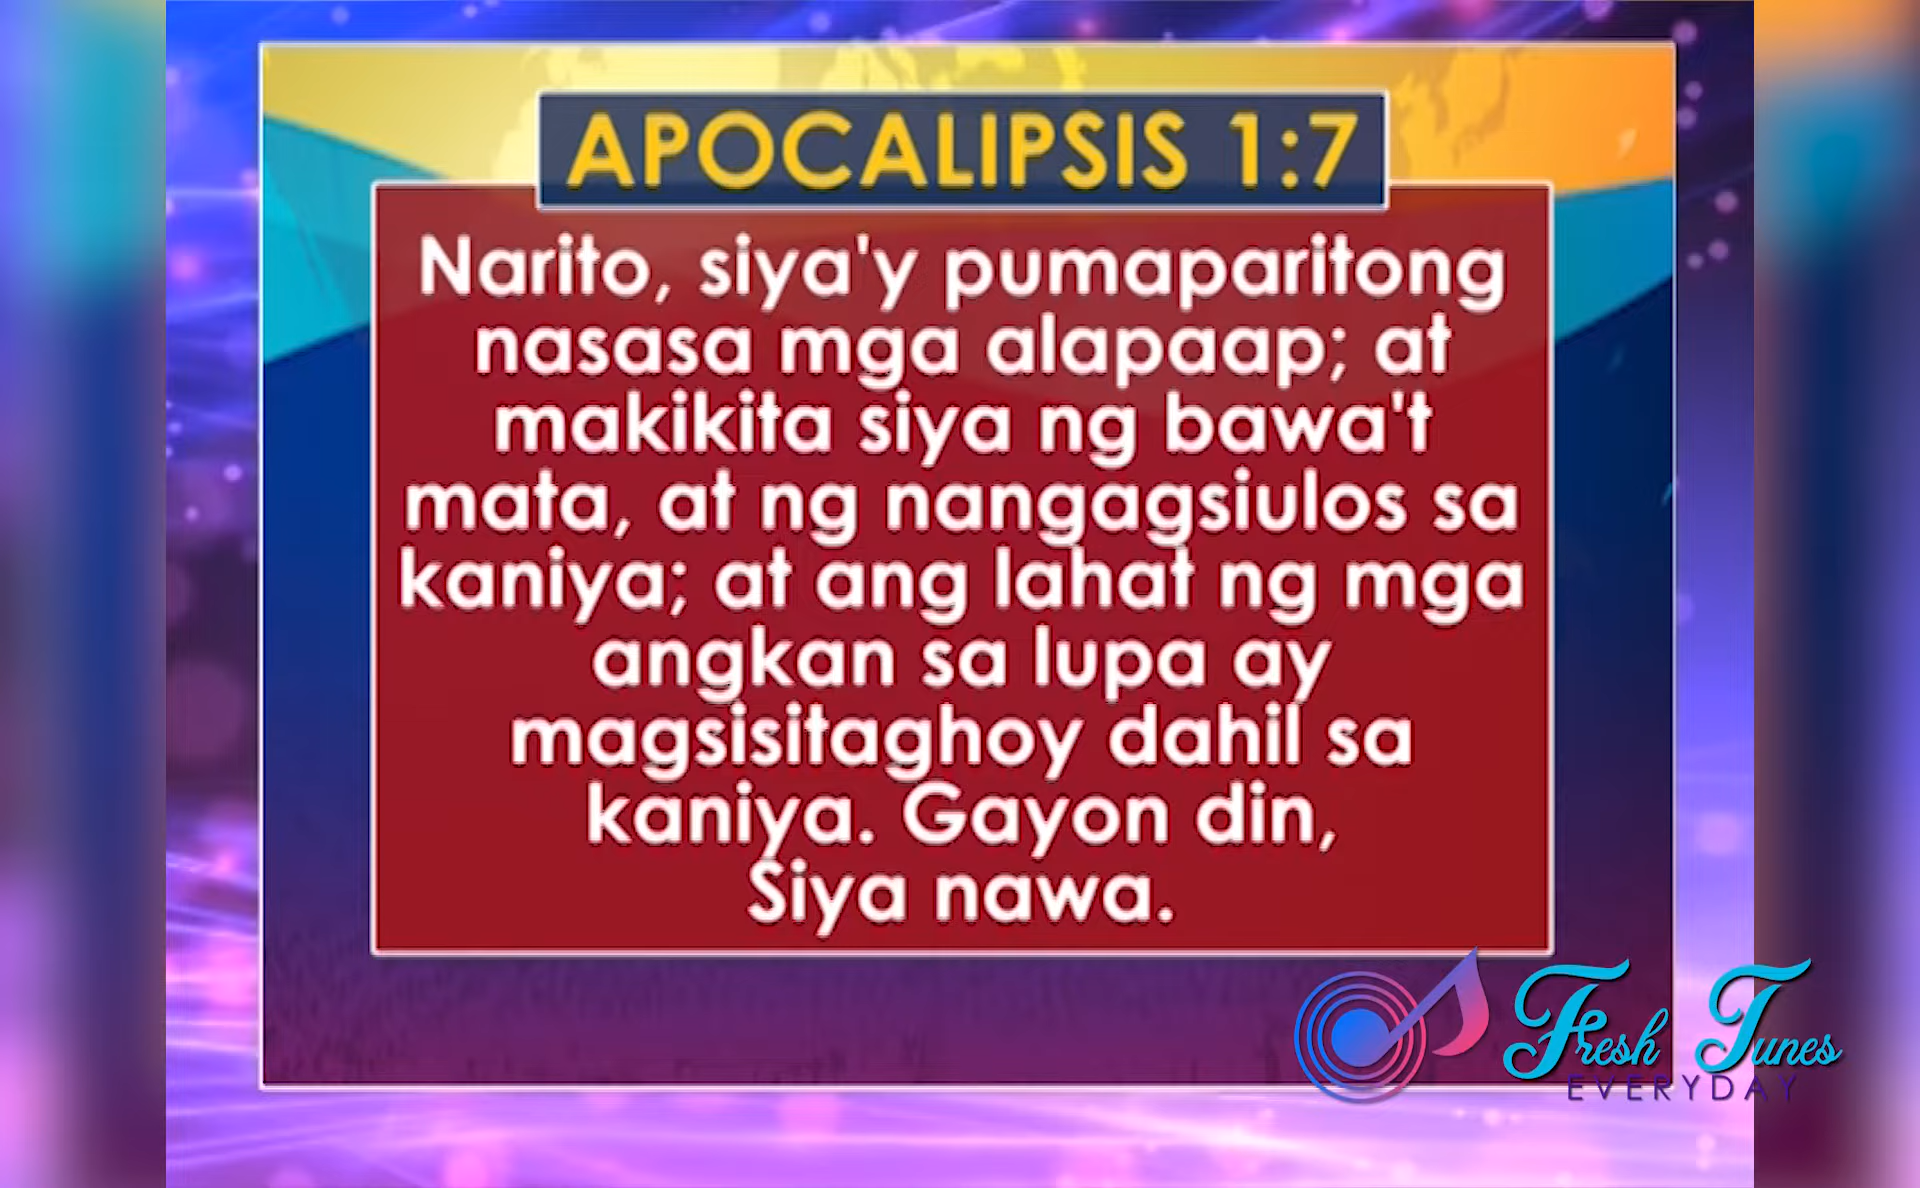 APOCALIPSIS 1:7
Narito, siya'y pumaparitong
nasasa mga alapaap; at
makikita siya ng bawa't
mata, at ng nangagsiulos sa
kaniya; at ang lahat ng mga
angkan sa lupa ay
magsisitaghoy dahil sa
kaniya. Gayon din,
Siya nawa.
Fresh Tunes
EVERYDAY